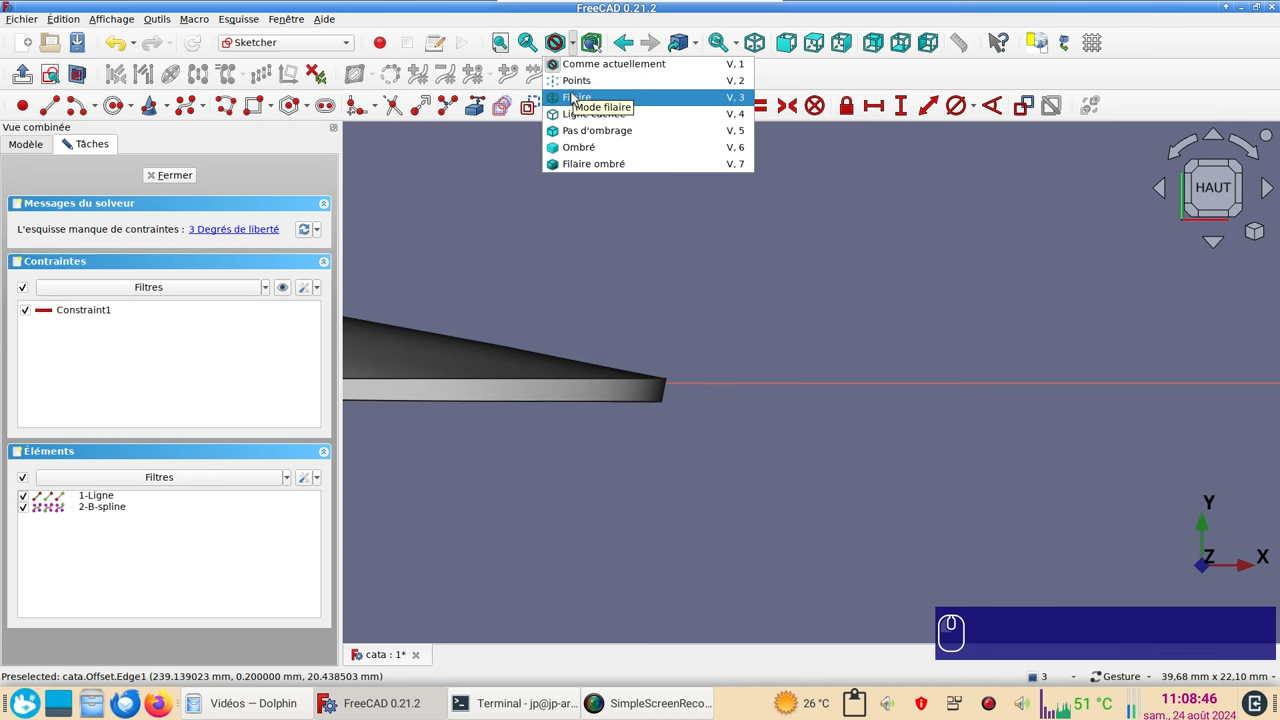 FreeCAD 0.21.2
Fichier Édition Affichage Outils Macro Esquisse Fenêtre Aide
Sketcher
Comme actuellement V, 1
Points V, 2
Filaire V, 3
Mode filaire
Ligne cachée V, 4
Pas d'ombrage V, 5
Ombré V, 6
Filaire ombré V, 7
Vue combinée
Modèle Tâches
Fermer
Messages du solveur
L'esquisse manque de contraintes : 3 Degrés de liberté
Contraintes
Filtres
Constraint1
Éléments
Filtres
1-Ligne
2-B-spline
HAUT
Y
Z
X
cata : 1*
Preselected: cata.Offset.Edge1 (239.139023 mm, 0.200000 mm, 20.438503 mm)
3 Gesture 39,68 mm x 22,10 mm
Vidéos — Dolphin
FreeCAD 0.21.2
Terminal - jp@jp-ar...
SimpleScreenReco...
26 °C
51 °C
11:08:46
sam., 24 août 2024